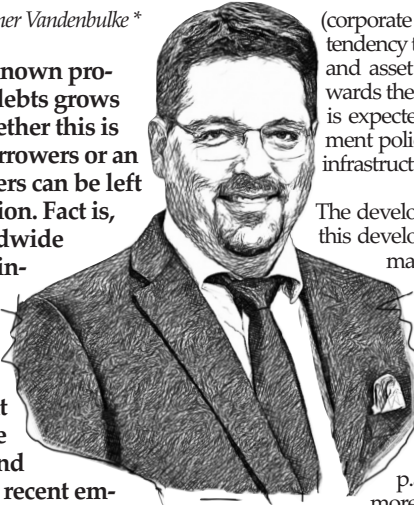 ner Vandenbulke *
nown pro-
debts grows
ether this is
rrowers or an
ers can be left
ion. Fact is,
dwide
in-
t
e
nd
recent em-
(corporate
tendency t
and asset
wards the
is expecte
ment polic
infrastruct
The develo
this develo
ma
p.
more